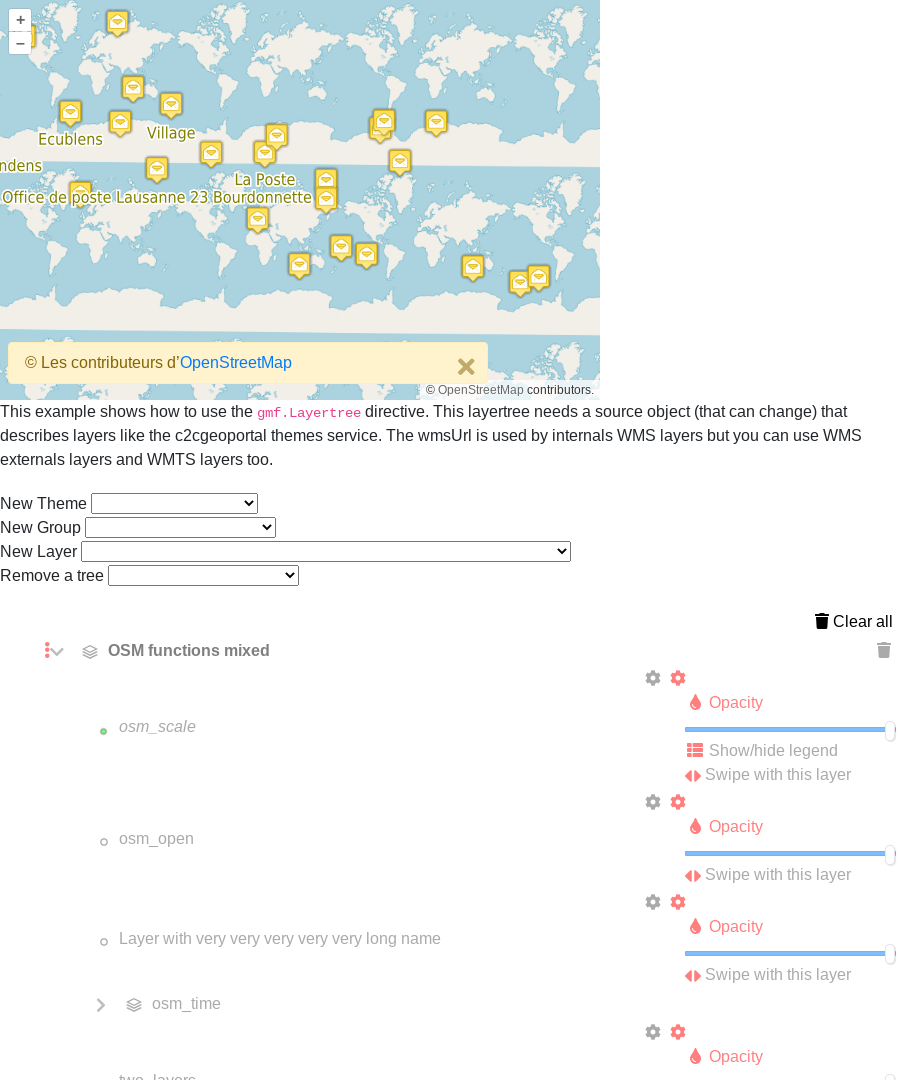 +
−
Ecublens
Village
ndens
La Poste
Office de poste Lausanne 23 Bourdonnette
© Les contributeurs d’OpenStreetMap
© OpenStreetMap contributors.
This example shows how to use the gmf.Layertree directive. This layertree needs a source object (that can change) that
describes layers like the c2cgeoportal themes service. The wmsUrl is used by internals WMS layers but you can use WMS
externals layers and WMTS layers too.
New Theme
New Group
New Layer
Remove a tree
Clear all
OSM functions mixed
Opacity
osm_scale
Show/hide legend
Swipe with this layer
Opacity
osm_open
Swipe with this layer
Opacity
Layer with very very very very very long name
Swipe with this layer
osm_time
Opacity
two_layers